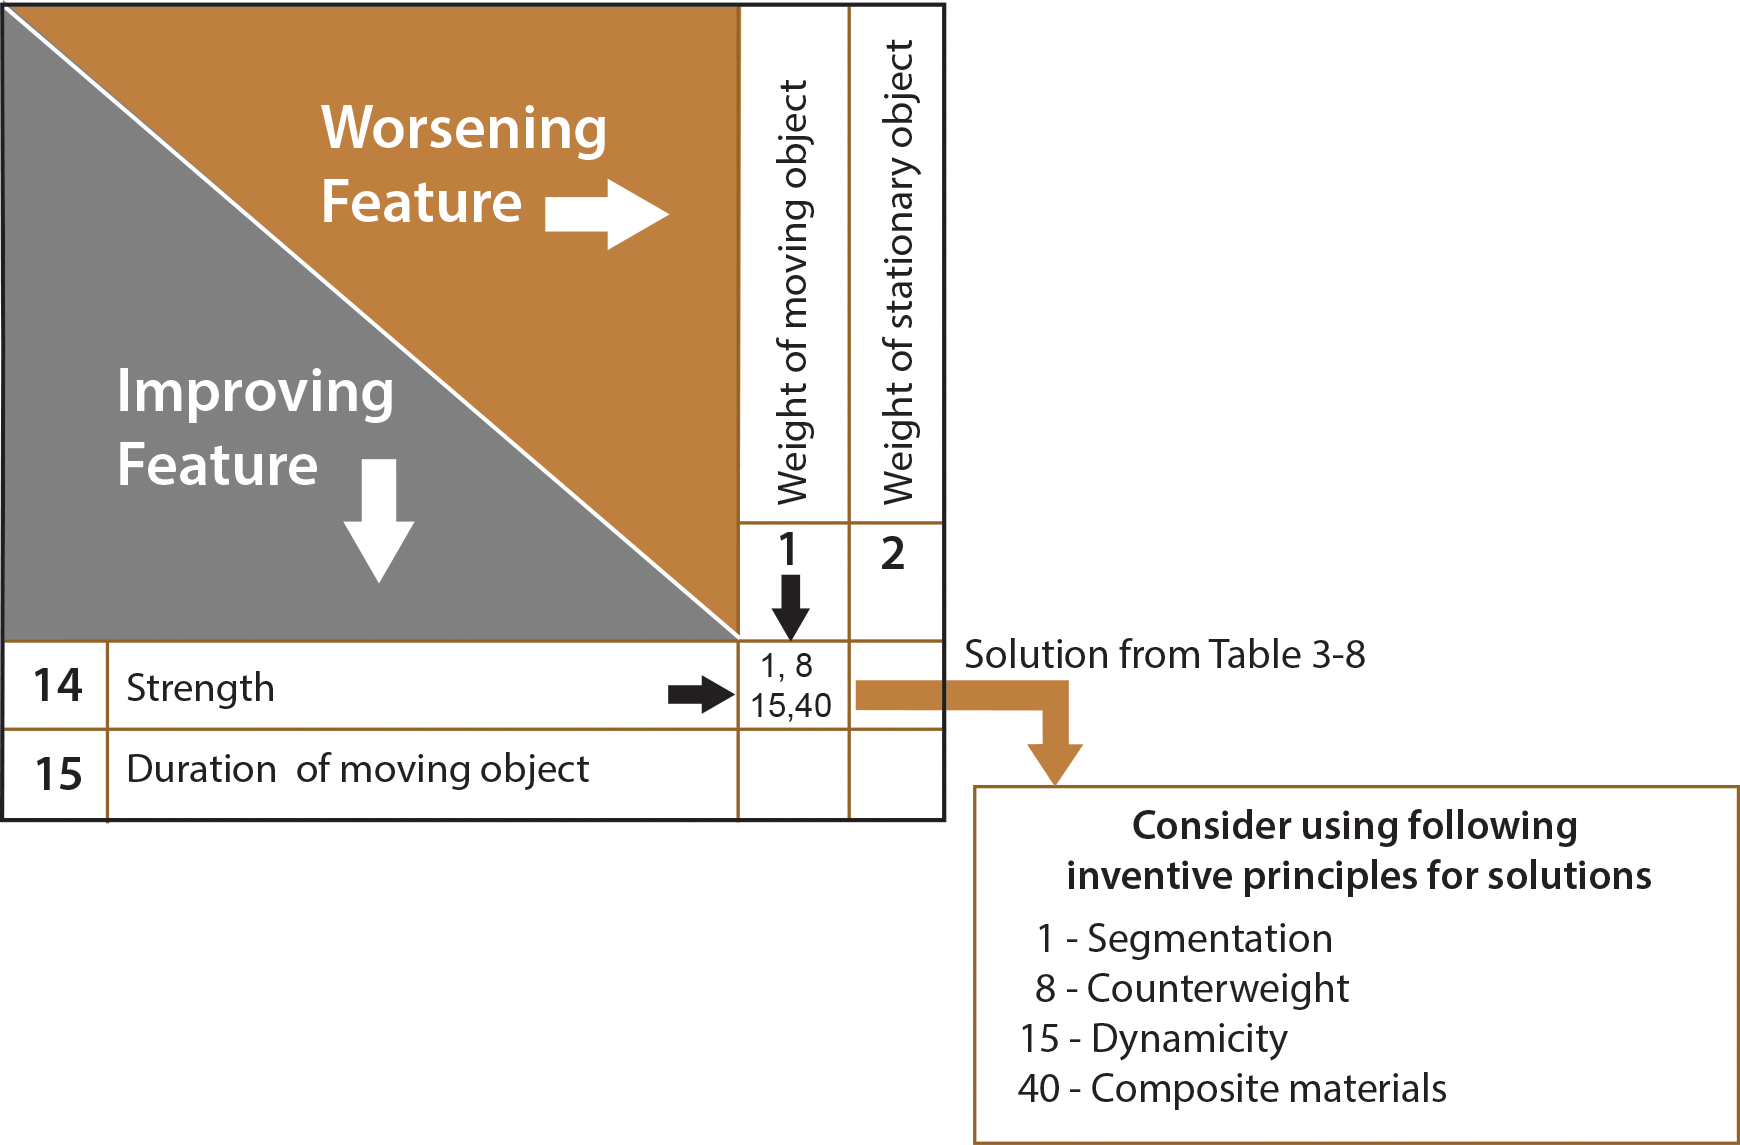 Worsening
Feature
Improving
Feature
Weight of moving object
Weight of stationary object
1
2
14
Strength
1, 8
15,40
15
Duration of moving object
Solution from Table 3-8
Consider using following
inventive principles for solutions
1 - Segmentation
8 - Counterweight
15 - Dynamicity
40 - Composite materials